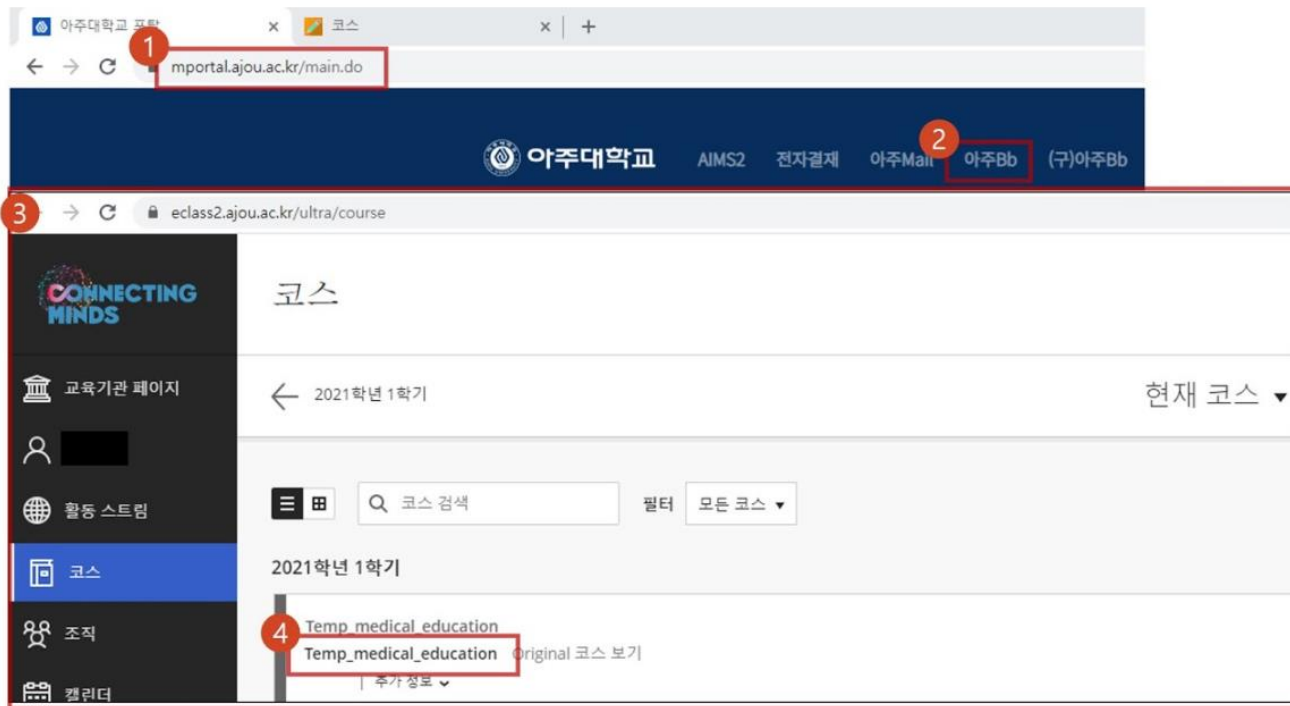 아주대학교 포탈
코스
1
mportal.ajou.ac.kr/main.do
아주대학교 AIMS2 전자결재 아주Mail 아주Bb (구)아주Bb
2
3
eclass2.ajou.ac.kr/ultra/course
CONNECTING
MINDS
코스
교육기관 페이지
2021학년 1학기
현재 코스
활동 스트림
코스 검색
필터 모든 코스
코스
2021학년 1학기
조직
4
Temp_medical_education
Temp_medical_education Original 코스 보기
추가 정보
캘린더